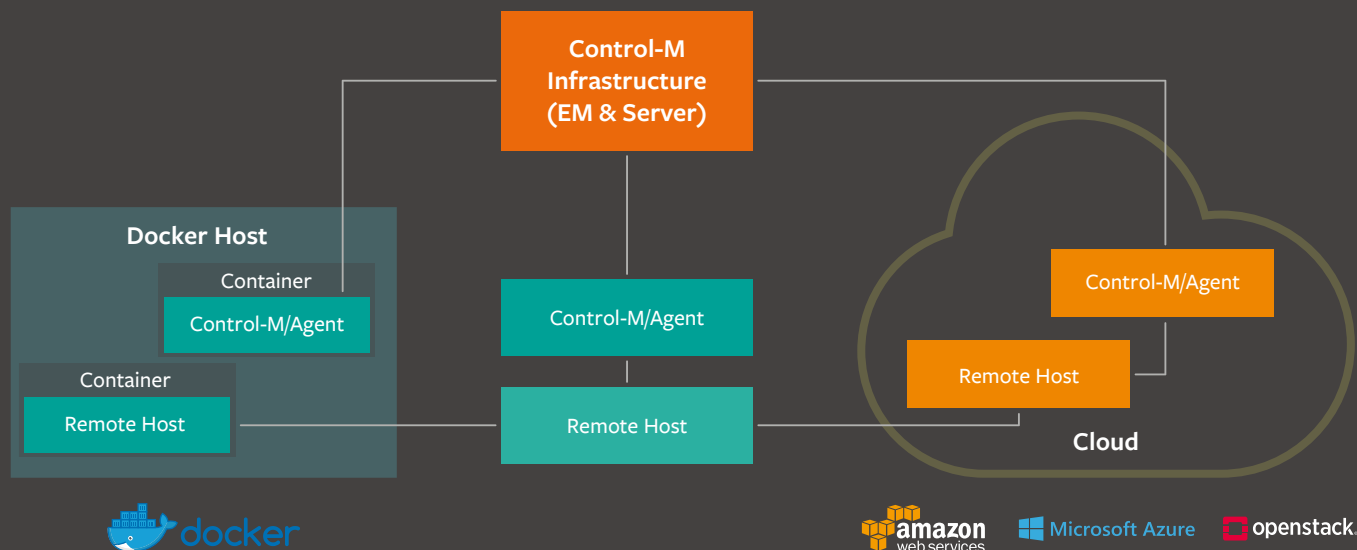 Control-M
Infrastructure
(EM & Server)
Docker Host
Container
Control-M/Agent
Container
Remote Host
Control-M/Agent
Remote Host
Control-M/Agent
Remote Host
Cloud
docker
amazon
web services
Microsoft Azure
openstack.